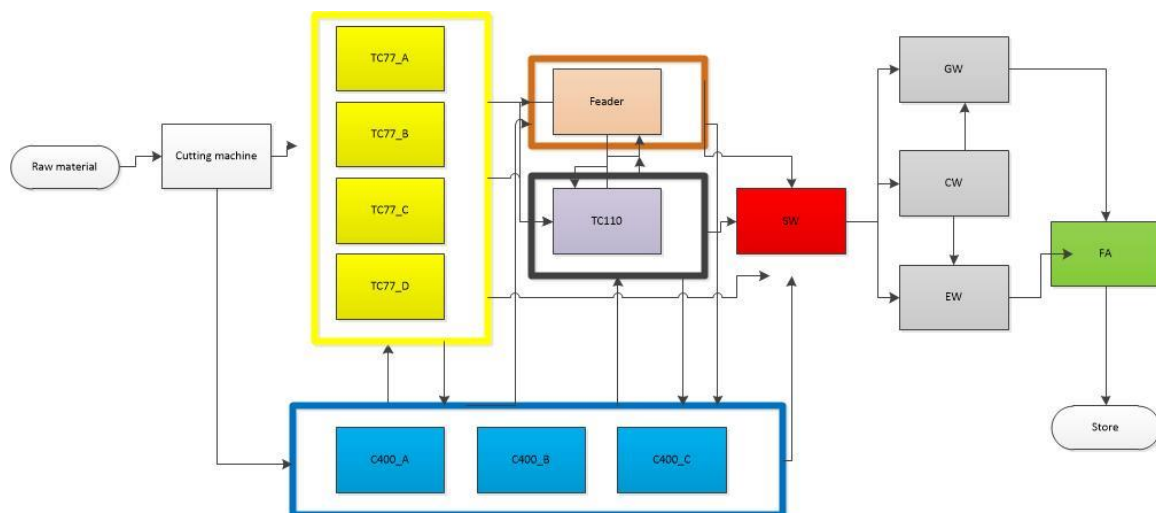 Raw material
Cutting machine
TC77_A
TC77_B
TC77_C
TC77_D
Feader
TC110
SW
GW
CW
EW
FA
Store
C400_A
C400_B
C400_C